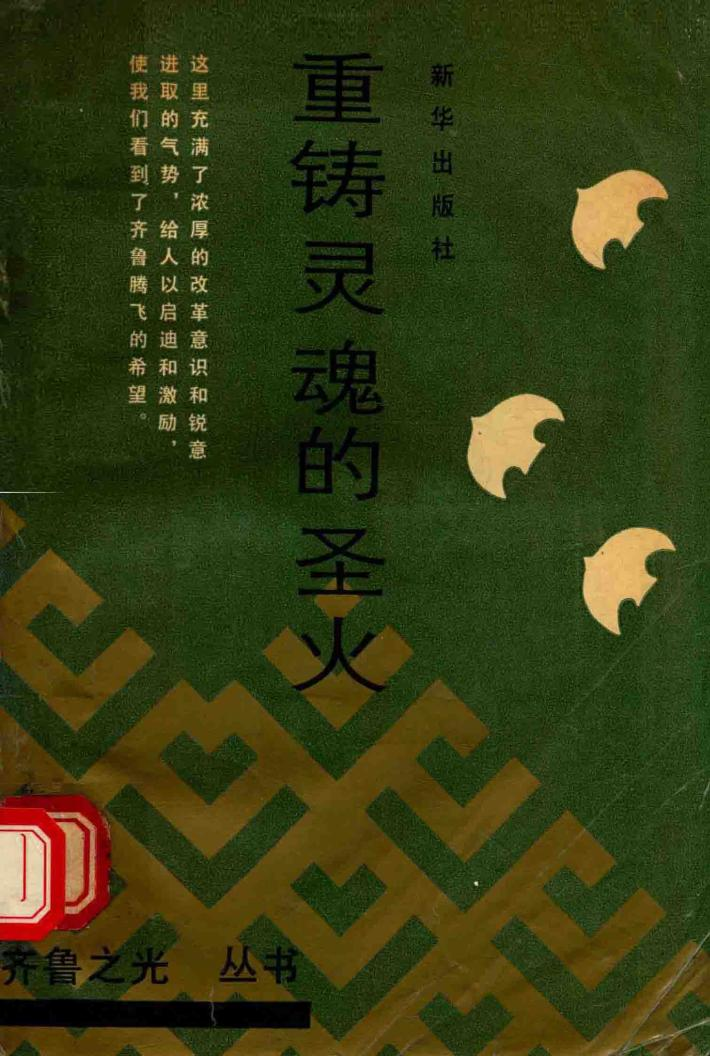 新华出版社
重铸灵魂的圣火
这里充满了浓厚的改革意识和锐意
进取的气势，给人以启迪和激励，
使我们看到了齐鲁腾飞的希望。
齐鲁之光 丛书